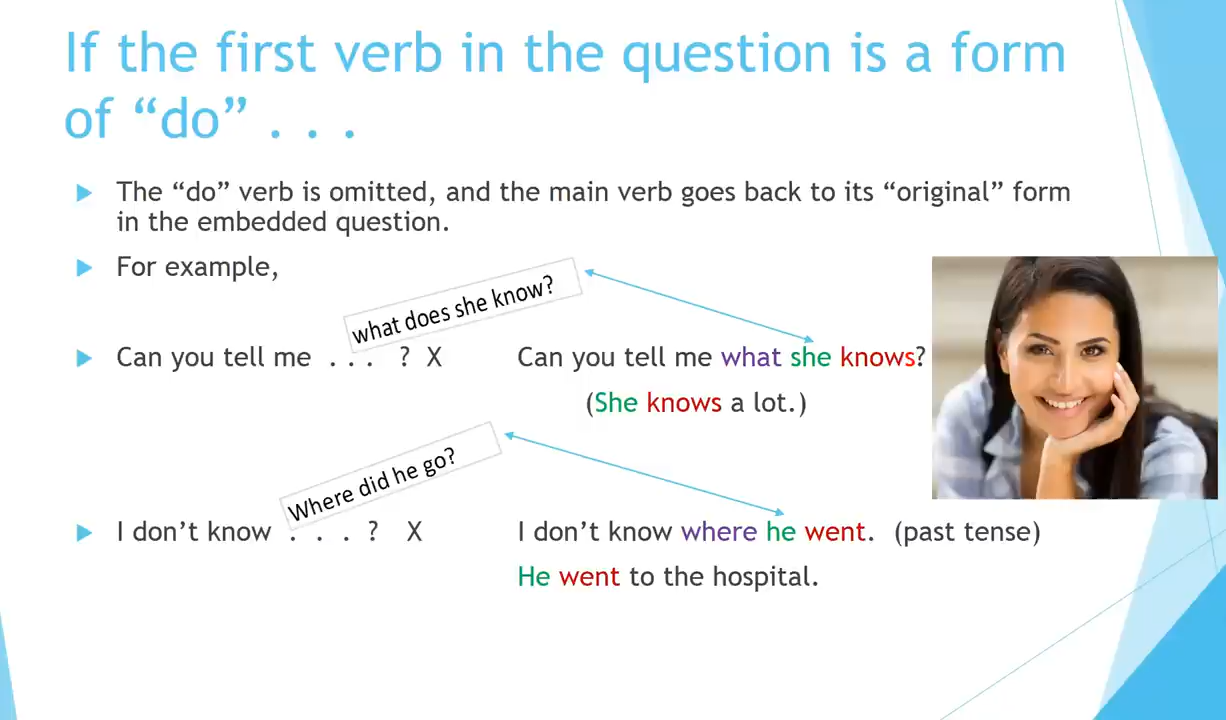 If the first verb in the question is a form
of “do” . . .
The “do” verb is omitted, and the main verb goes back to its “original” form
in the embedded question.
For example,
what does she know?
Can you tell me . . . ? X
Can you tell me what she knows?
(She knows a lot.)
Where did he go?
I don’t know . . . ? X
I don’t know where he went. (past tense)
He went to the hospital.